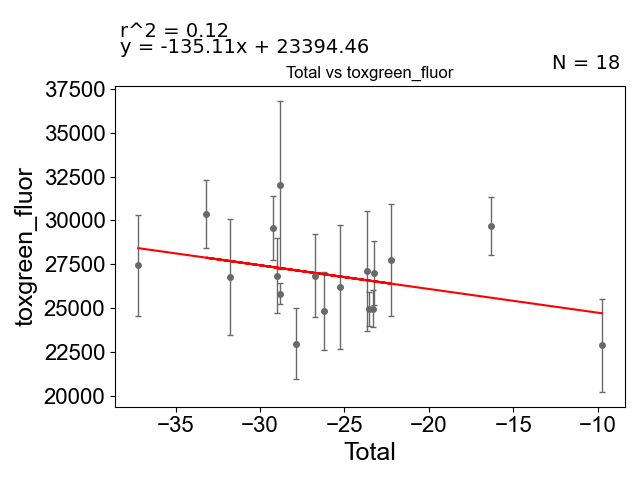 r^2 = 0.12
y = -135.11x + 23394.46
N = 18
Total vs toxgreen_fluor
37500
35000
32500
30000
27500
25000
22500
20000
toxgreen_fluor
−35 −30 −25 −20 −15 −10
Total